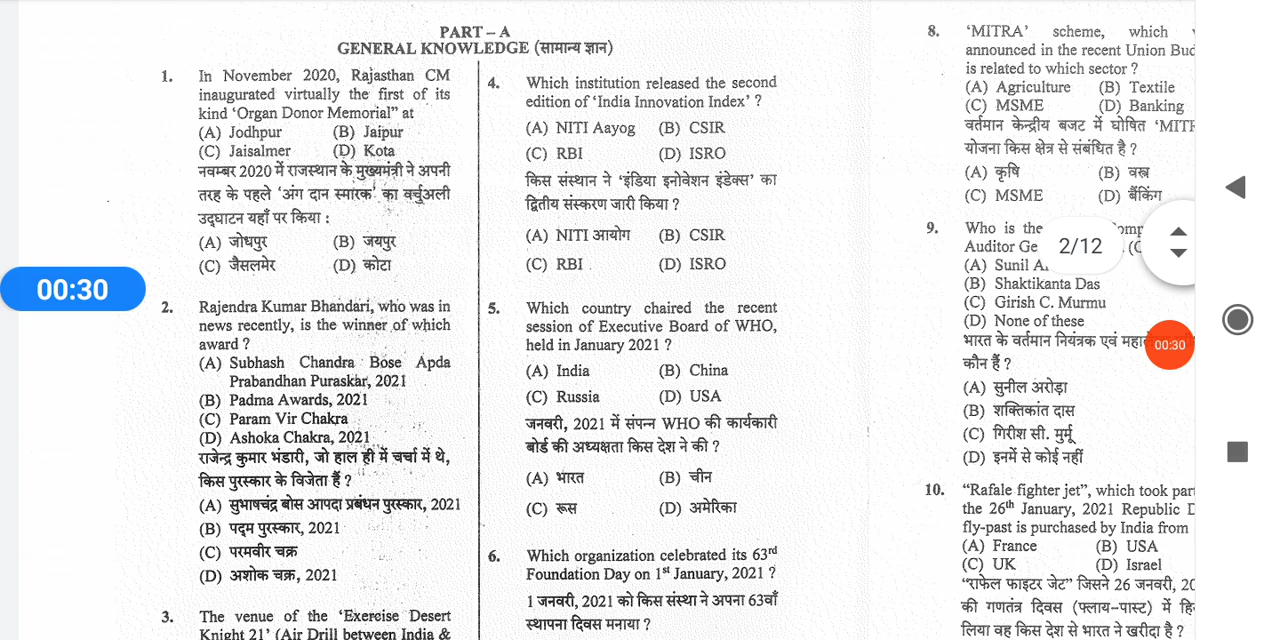 PART – A
GENERAL KNOWLEDGE (सामान्य ज्ञान)
1. In November 2020, Rajasthan CM
inaugurated virtually the first of its
kind ‘Organ Donor Memorial” at
(A) Jodhpur (B) Jaipur
(C) Jaisalmer (D) Kota
नवम्बर 2020 में राजस्थान के मुख्यमंत्री ने अपनी
तरह के पहले ‘अंग दान स्मारक’ का वर्चुअली
उद्घाटन यहाँ पर किया :
(A) जोधपुर (B) जयपुर
(C) जैसलमेर (D) कोटा
00:30
2. Rajendra Kumar Bhandari, who was in
news recently, is the winner of which
award ?
(A) Subhash Chandra Bose Apda
Prabandhan Puraskar, 2021
(B) Padma Awards, 2021
(C) Param Vir Chakra
(D) Ashoka Chakra, 2021
राजेन्द्र कुमार भंडारी, जो हाल ही में चर्चा में थे,
किस पुरस्कार के विजेता हैं ?
(A) सुभाषचंद्र बोस आपदा प्रबंधन पुरस्कार, 2021
(B) पद्म पुरस्कार, 2021
(C) परमवीर चक्र
(D) अशोक चक्र, 2021
3. The venue of the ‘Exercise Desert
Knight 21’ (Air Drill between India &
4. Which institution released the second
edition of ‘India Innovation Index’ ?
(A) NITI Aayog (B) CSIR
(C) RBI (D) ISRO
किस संस्थान ने ‘इंडिया इनोवेशन इंडेक्स’ का
द्वितीय संस्करण जारी किया ?
(A) NITI आयोग (B) CSIR
(C) RBI (D) ISRO
5. Which country chaired the recent
session of Executive Board of WHO,
held in January 2021 ?
(A) India (B) China
(C) Russia (D) USA
जनवरी, 2021 में संपन्न WHO की कार्यकारी
बोर्ड की अध्यक्षता किस देश ने की ?
(A) भारत (B) चीन
(C) रूस (D) अमेरिका
6. Which organization celebrated its 63rd
Foundation Day on 1st January, 2021 ?
1 जनवरी, 2021 को किस संस्था ने अपना 63वाँ
स्थापना दिवस मनाया ?
8. ‘MITRA’ scheme, which
announced in the recent Union Bud
is related to which sector ?
(A) Agriculture (B) Textile
(C) MSME (D) Banking
वर्तमान केन्द्रीय बजट में घोषित ‘MITR
योजना किस क्षेत्र से संबंधित है ?
(A) कृषि (B) वस्त्र
(C) MSME (D) बैंकिंग
9. Who is the
Auditor Ge
2/12
(A) Sunil A
(B) Shaktikanta Das
(C) Girish C. Murmu
(D) None of these
भारत के वर्तमान नियंत्रक एवं
00:30
कौन हैं ?
(A) सुनील अरोड़ा
(B) शक्तिकांत दास
(C) गिरीश सी. मुर्मू
(D) इनमें से कोई नहीं
10. “Rafale fighter jet”, which took part
the 26th January, 2021 Republic D
fly-past is purchased by India from
(A) France (B) USA
(C) UK (D) Israel
“राफेल फाइटर जेट” जिसने 26 जनवरी, 20
की गणतंत्र दिवस (फ्लाय-पास्ट) में हि
लिया वह किस देश से भारत ने खरीदा है ?